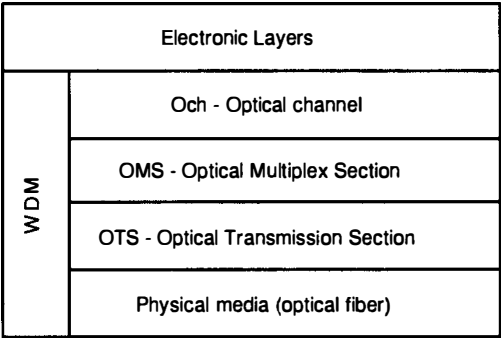 Electronic Layers
WDM
Och - Optical channel
OMS - Optical Multiplex Section
OTS - Optical Transmission Section
Physical media (optical fiber)